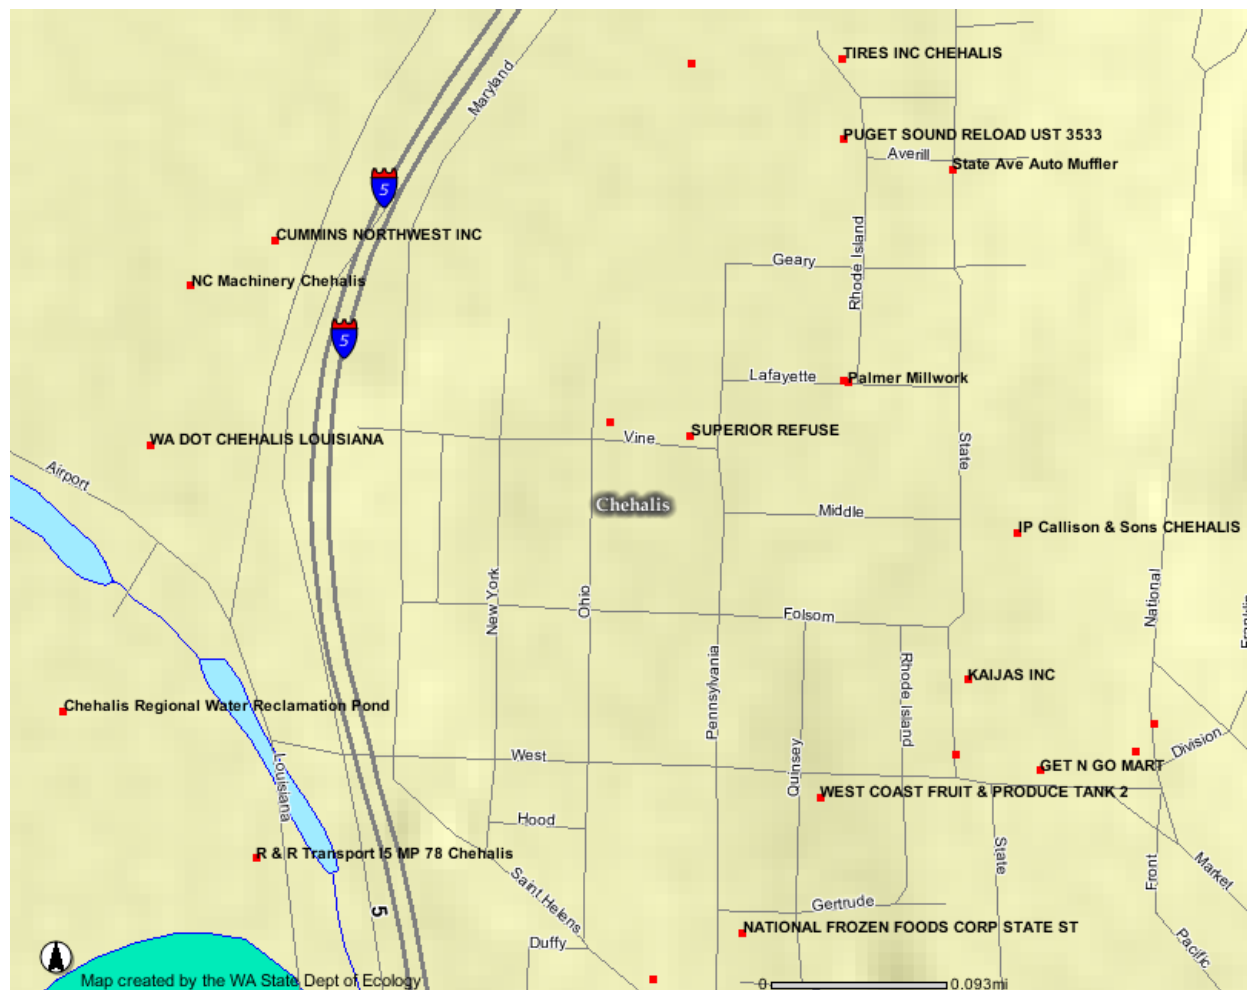 TIRES INC CHEHALIS
Maryland
PUGET SOUND RELOAD UST 3533
Averill
State Ave Auto Muffler
5
CUMMINS NORTHWEST INC
Rhode Island
Geary
NC Machinery Chehalis
5
Lafayette
Palmer Millwork
SUPERIOR REFUSE
Vine
WA DOT CHEHALIS LOUISIANA
State
Airport
Chehalis
Middle
JP Callison & Sons CHEHALIS
New York
Ohio
National
Folsom
Pennsylvania
Rhode Island
KAIJAS INC
Chehalis Regional Water Reclamation Pond
Division
West
Quinsey
GET N GO MART
Louisiana
WEST COAST FRUIT & PRODUCE TANK 2
Hood
R & R Transport I5 MP 78 Chehalis
State
Front
Market
Saint Helens
Gertrude
5
NATIONAL FROZEN FOODS CORP STATE ST
Duffy
Pacific
Map created by the WA State Dept of Ecology
0 0.093mi